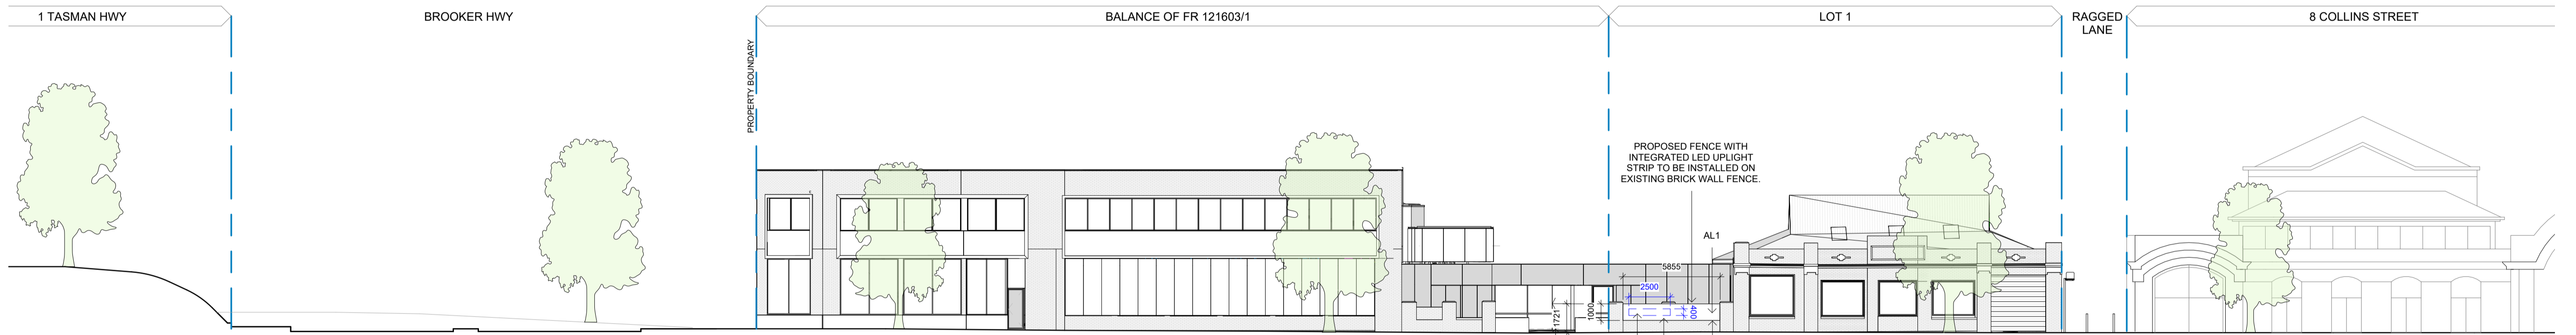 1 TASMAN HWY
BROOKER HWY
BALANCE OF FR 121603/1
LOT 1
RAGGED
LANE
8 COLLINS STREET
PROPERTY BOUNDARY
PROPOSED FENCE WITH
INTEGRATED LED UPLIGHT
STRIP TO BE INSTALLED ON
EXISTING BRICK WALL FENCE.
AL1
5855
2500
400
1000
1721